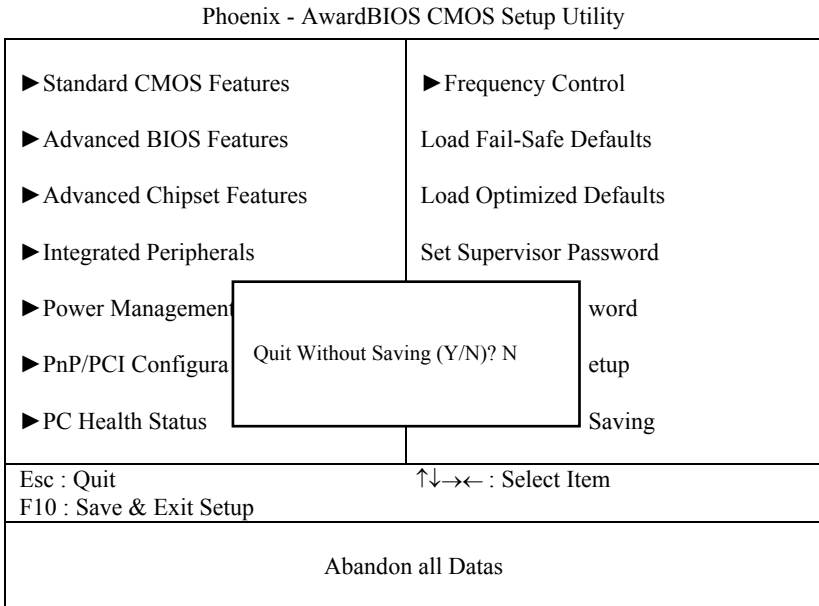 Phoenix - AwardBIOS CMOS Setup Utility
►Standard CMOS Features
►Advanced BIOS Features
►Advanced Chipset Features
►Integrated Peripherals
►Power Management
►PnP/PCI Configura
►PC Health Status
►Frequency Control
Load Fail-Safe Defaults
Load Optimized Defaults
Set Supervisor Password
word
etup
Saving
Quit Without Saving (Y/N)? N
Esc : Quit
↑↓→← : Select Item
F10 : Save & Exit Setup
Abandon all Datas